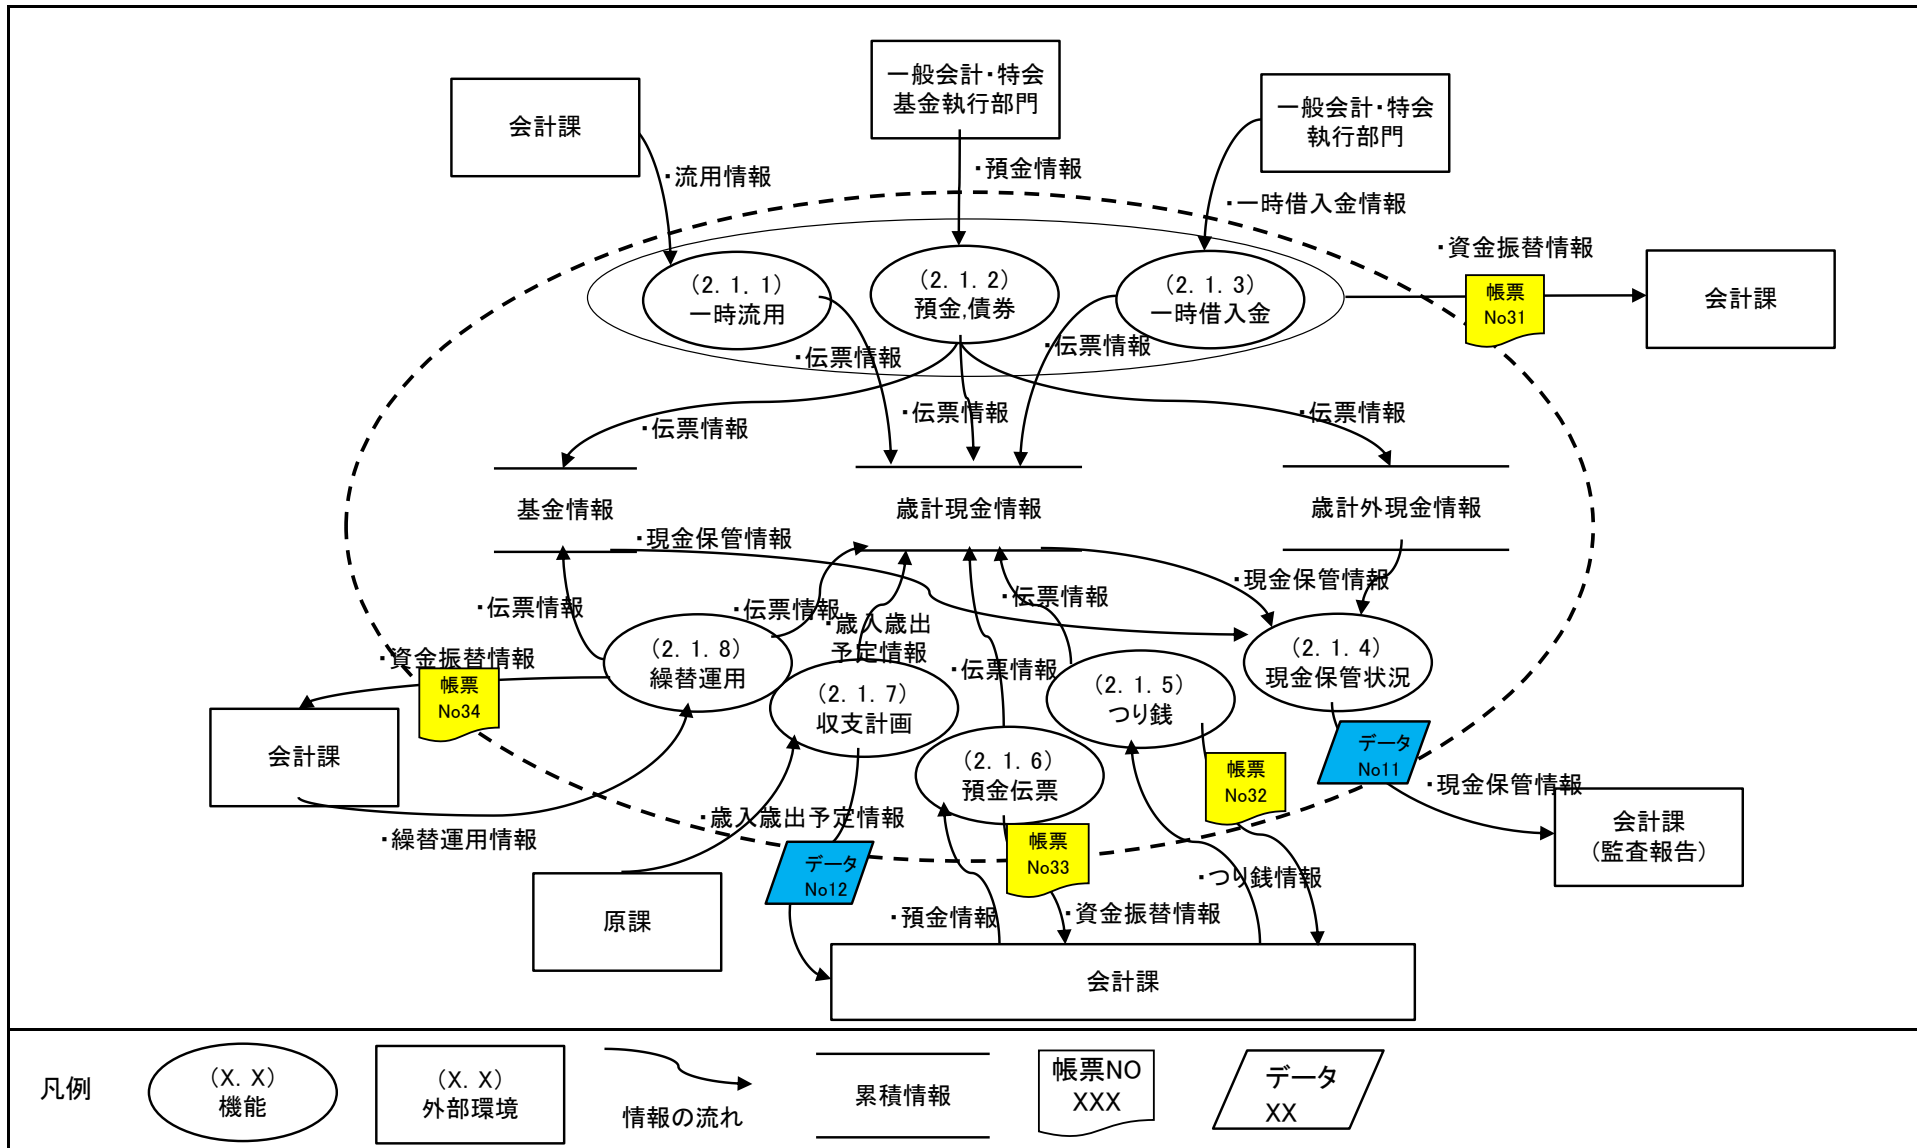 一般会計・特会
基金執行部門
会計課
一般会計・特会
執行部門
・流用情報
・預金情報
・一時借入金情報
・資金振替情報
(2.1.1)
一時流用
(2.1.2)
預金,債券
(2.1.3)
一時借入金
帳票
No31
会計課
・伝票情報
・伝票情報
・伝票情報
・伝票情報
・伝票情報
基金情報
歳計現金情報
歳計外現金情報
・現金保管情報
・現金保管情報
・伝票情報
・伝票情報
・伝票情報
・歳入歳出
予定情報
・伝票情報
・資金振替情報
帳票
No34
(2.1.8)
繰替運用
(2.1.7)
収支計画
(2.1.5)
つり銭
(2.1.4)
現金保管状況
(2.1.6)
預金伝票
会計課
データ
No11
帳票
No32
・現金保管情報
会計課
(監査報告)
・繰替運用情報
・歳入歳出予定情報
データ
No12
帳票
No33
・つり銭情報
原課
・預金情報
・資金振替情報
会計課
凡例
(X.X)
機能
(X.X)
外部環境
情報の流れ
累積情報
帳票NO
XXX
データ
XX